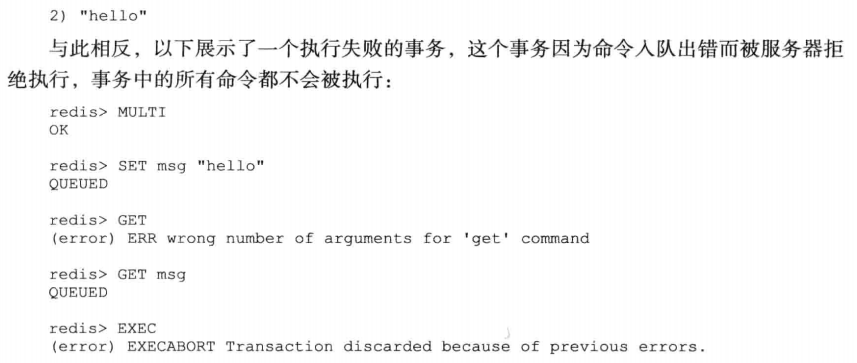 2) "hello"
与此相反，以下展示了一个执行失败的事务，这个事务因为命令入队出错而被服务器拒
绝执行，事务中的所有命令都不会被执行：
redis> MULTI
OK
redis> SET msg "hello"
QUEUED
redis> GET
(error) ERR wrong number of arguments for 'get' command
redis> GET msg
QUEUED
redis> EXEC
(error) EXECABORT Transaction discarded because of previous errors.